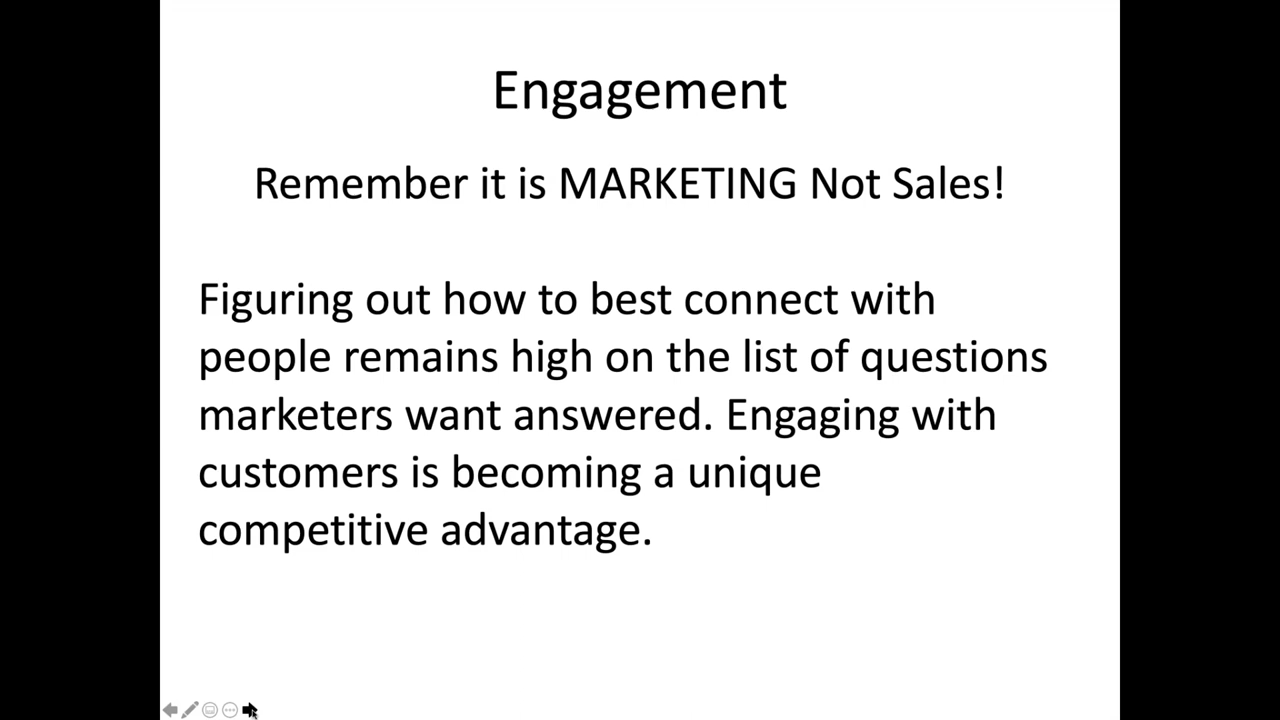 Engagement
Remember it is MARKETING Not Sales!
Figuring out how to best connect with
people remains high on the list of questions
marketers want answered. Engaging with
customers is becoming a unique
competitive advantage.